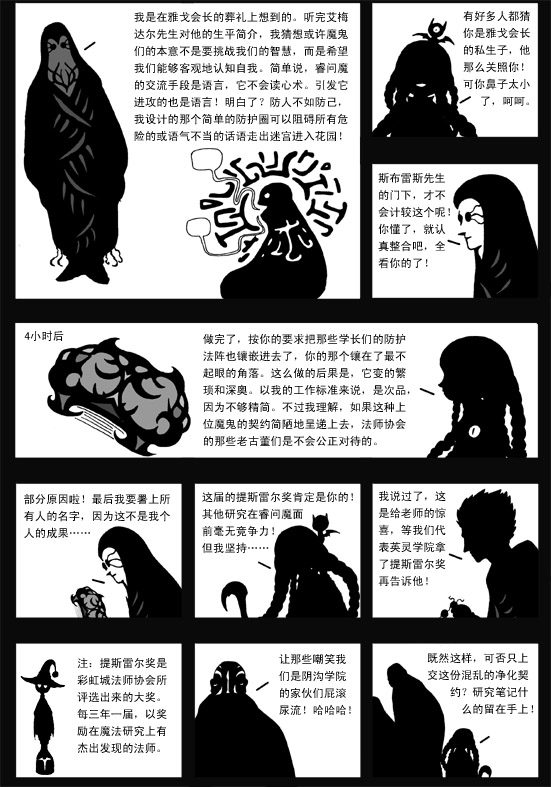 我是在雅戈会长的葬礼上想到的。听完艾梅
达尔先生对他的生平简介，我猜想或许魔鬼
们的本意不是要挑战我们的智慧，而是希望
我们能够客观地认知自我。简单说，睿问魔
的交流手段是语言，它不会读心术。引发它
进攻的也是语言！明白了？防人不如防己，
我设计的那个简单的防护圈可以阻碍所有危
险的或语气不当的话语走出迷宫进入花园！
有好多人都猜
你是雅戈会长
的私生子，他
那么关照你！
可你鼻子太小
了，呵呵。
斯布雷斯先生
的门下，才不
会计较这个呢！
你懂了，就认
真整合吧，全
看你的了！
4小时后
做完了，按你的要求把那些学长们的防护
法阵也镶嵌进去了，你的那个镶在了最不
起眼的角落。这么做的后果是，它变的繁
琐和深奥。以我的工作标准来说，是次品，
因为不够精简。不过我理解，如果这种上
位魔鬼的契约简陋地呈递上去，法师协会
的那些老古董们是不会公正对待的。
部分原因啦！最后我要署上所
有人的名字，因为这不是我个
人的成果……
这届的提斯雷尔奖肯定是你的！
其他研究在睿问魔面
前毫无竞争力！
但我坚持……
我说过了，这
是给老师的惊
喜，等我们代
表英灵学院拿
了提斯雷尔奖
再告诉他！
注：提斯雷尔奖是
彩虹城法师协会所
评选出来的大奖。
每三年一届，以奖
励在魔法研究上有
杰出发现的法师。
让那些嘲笑我
们是阴沟学院
的家伙们屁滚
尿流！哈哈哈！
既然这样，可否只上
交这份混乱的净化契
约？研究笔记什
么的留在手上！